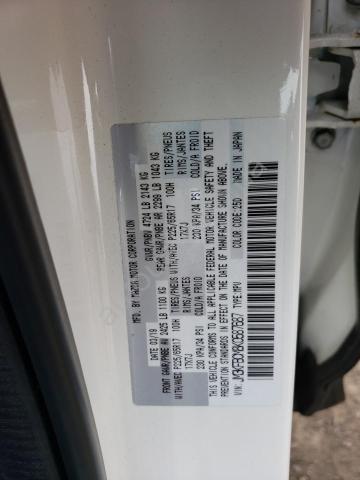 MFD. BY MAZDA MOTOR CORPORATION
DATE: 03/19 GVWR/PNBV 4724 LB 2143 KG
FRONT GAWR/PNBE AV 2425 LB 1100 KG REAR GAWR/PNBE AR 2299 LB 1043 KG
WITH/AVEC P225/65R17 100H TIRES/PNEUS WITH/AVEC P225/65R17 100H TIRES/PNEUS
17X7J RIMS/JANTES 17X7J RIMS/JANTES
230 KPA/34 PSI COLD/A FROID 230 KPA/34 PSI COLD/A FROID
THIS VEHICLE CONFORMS TO ALL APPLICABLE FEDERAL MOTOR VEHICLE SAFETY AND THEFT
PREVENTION STANDARDS IN EFFECT ON THE DATE OF MANUFACTURE SHOWN ABOVE.
TYPE:MPV COLOR CODE:25D MADE IN JAPAN